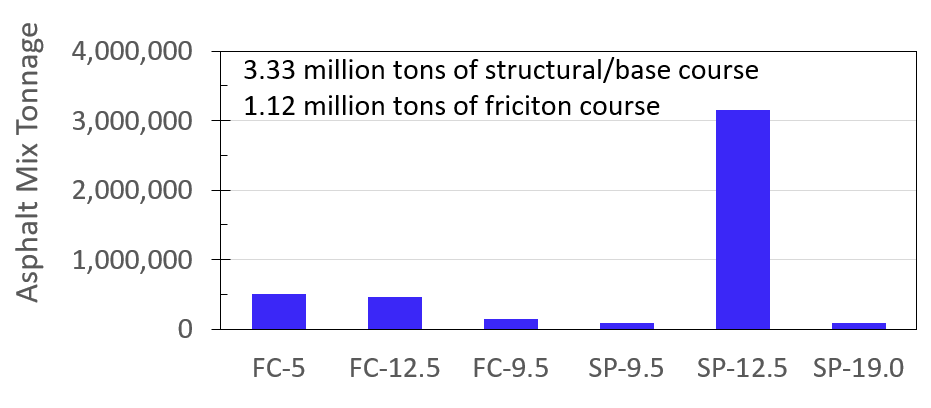 Asphalt Mix Tonnage
4,000,000
3,000,000
2,000,000
1,000,000
0
3.33 million tons of structural/base course
1.12 million tons of friciton course
FC-5 FC-12.5 FC-9.5 SP-9.5 SP-12.5 SP-19.0